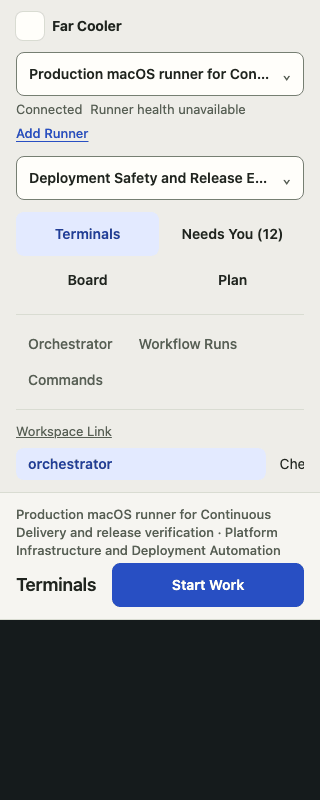 Far Cooler
Production macOS runner for Con...
Connected Runner health unavailable
Add Runner
Deployment Safety and Release E...
Terminals
Needs You (12)
Board
Plan
Orchestrator
Workflow Runs
Commands
Workspace Link
orchestrator
Che
Production macOS runner for Continuous
Delivery and release verification · Platform
Infrastructure and Deployment Automation
Terminals
Start Work